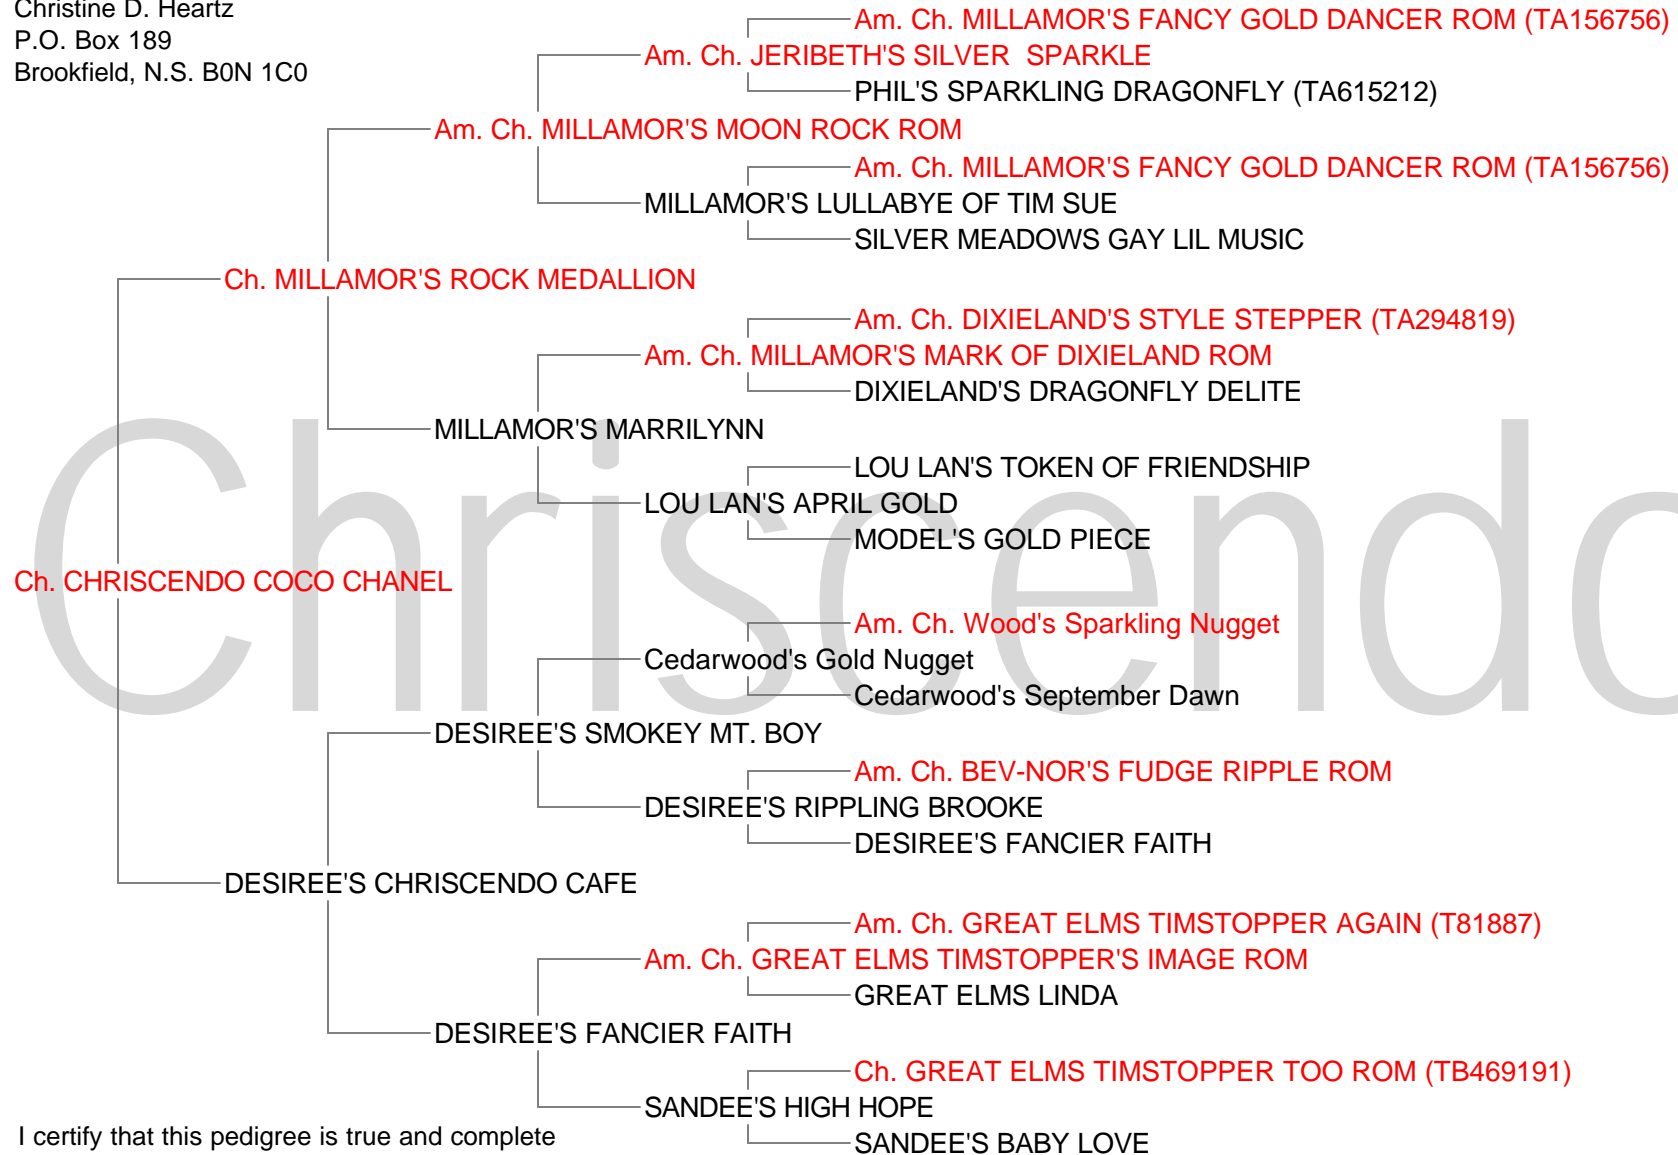 Christine D. Heartz
P.O. Box 189
Brookfield, N.S. B0N 1C0
Am. Ch. MILLAMOR'S FANCY GOLD DANCER ROM (TA156756)
Am. Ch. JERIBETH'S SILVER  SPARKLE
PHIL'S SPARKLING DRAGONFLY (TA615212)
Am. Ch. MILLAMOR'S MOON ROCK ROM
Am. Ch. MILLAMOR'S FANCY GOLD DANCER ROM (TA156756)
MILLAMOR'S LULLABYE OF TIM SUE
SILVER MEADOWS GAY LIL MUSIC
Ch. MILLAMOR'S ROCK MEDALLION
Am. Ch. DIXIELAND'S STYLE STEPPER (TA294819)
Am. Ch. MILLAMOR'S MARK OF DIXIELAND ROM
DIXIELAND'S DRAGONFLY DELITE
MILLAMOR'S MARRILYNN
LOU LAN'S TOKEN OF FRIENDSHIP
LOU LAN'S APRIL GOLD
MODEL'S GOLD PIECE
Chriscendo
Ch. CHRISCENDO COCO CHANEL
Am. Ch. Wood's Sparkling Nugget
Cedarwood's Gold Nugget
Cedarwood's September Dawn
DESIREE'S SMOKEY MT. BOY
Am. Ch. BEV-NOR'S FUDGE RIPPLE ROM
DESIREE'S RIPPLING BROOKE
DESIREE'S FANCIER FAITH
DESIREE'S CHRISCENDO CAFE
Am. Ch. GREAT ELMS TIMSTOPPER AGAIN (T81887)
Am. Ch. GREAT ELMS TIMSTOPPER'S IMAGE ROM
GREAT ELMS LINDA
DESIREE'S FANCIER FAITH
Ch. GREAT ELMS TIMSTOPPER TOO ROM (TB469191)
SANDEE'S HIGH HOPE
SANDEE'S BABY LOVE
I certify that this pedigree is true and complete